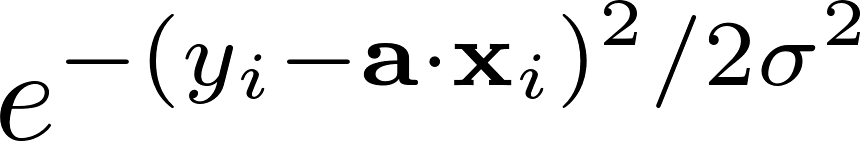 $e^{-(y_i - \mathbf{a} \cdot \mathbf{x}_i)^2 / 2\sigma^2}$